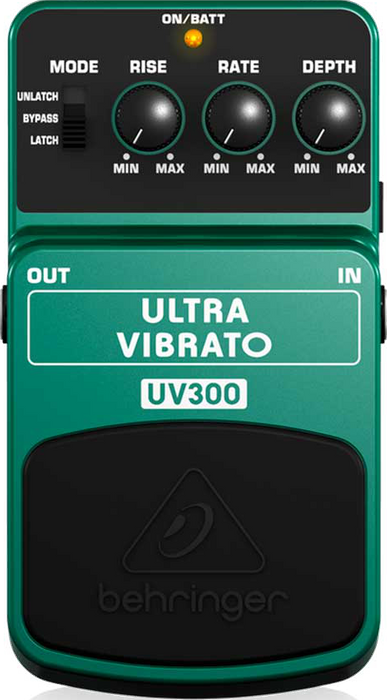 ON/BATT
MODE RISE RATE DEPTH
UNLATCH
BYPASS
LATCH
MIN MAX MIN MAX MIN MAX
OUT IN
ULTRA
VIBRATO
UV300
behringer